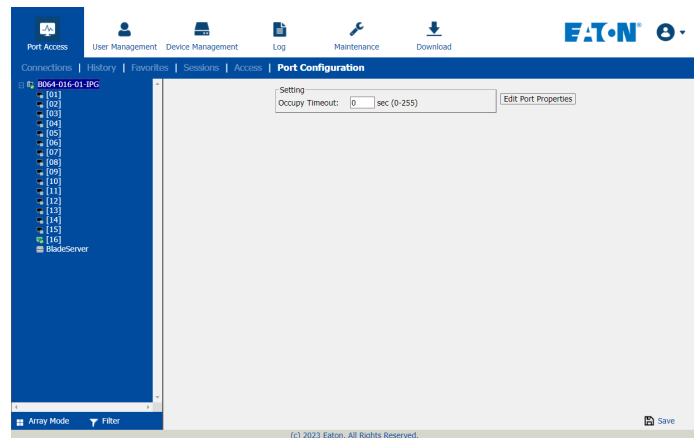 Port Access User Management Device Management Log Maintenance Download EATON
Connections | History | Favorites | Sessions | Access | Port Configuration
B064-016-01-IPG
[01]
[02]
[03]
[04]
[05]
[06]
[07]
[08]
[09]
[10]
[11]
[12]
[13]
[14]
[15]
[16]
BladeServer
Setting
Occupy Timeout: 0 sec (0-255)
Edit Port Properties
Array Mode Filter
Save
(c) 2023 Eaton. All Rights Reserved.